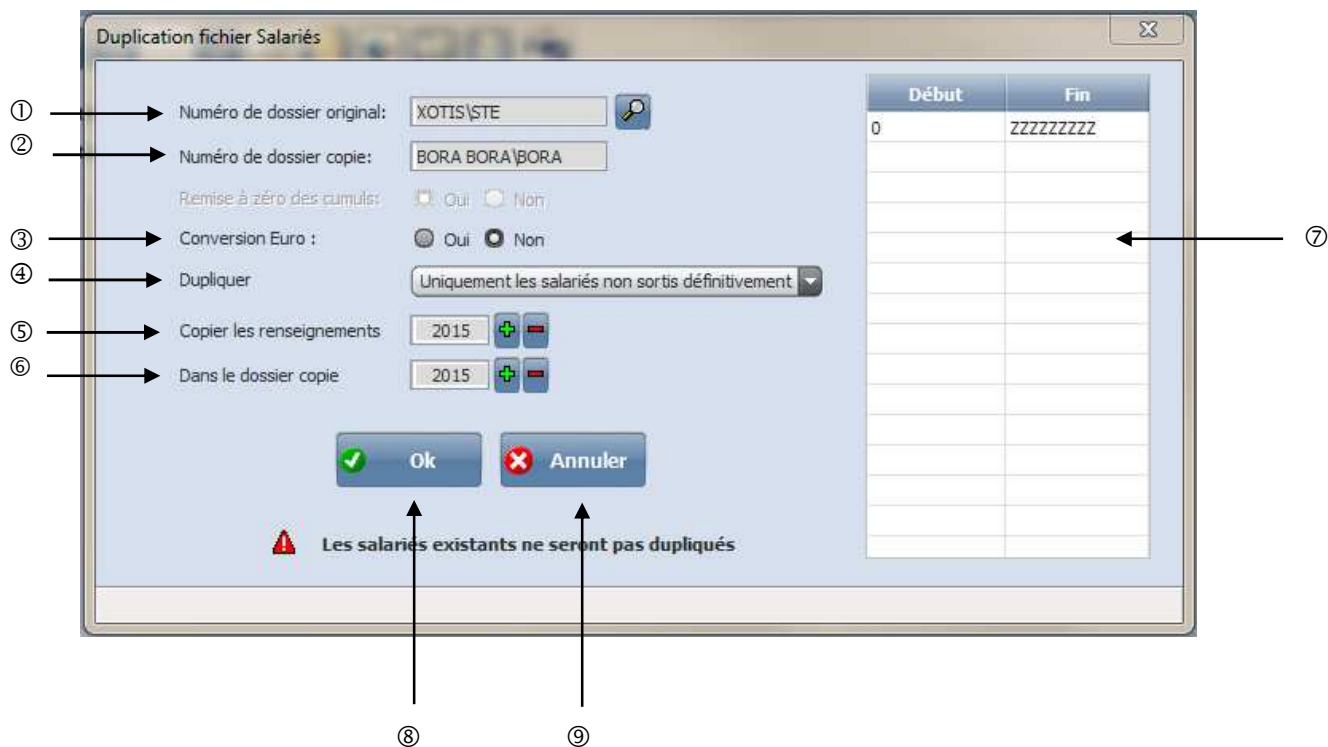 Duplication fichier Salariés
Début Fin
① Numéro de dossier original: XOTIS\STE
0 ZZZZZZZZZ
② Numéro de dossier copie: BORA BORA\BORA
Remise à zéro des cumuls: Oui Non
③ Conversion Euro : Oui Non
⑦
④ Dupliquer Uniquement les salariés non sortis définitivement
⑤ Copier les renseignements 2015
⑥ Dans le dossier copie 2015
Ok Annuler
Les salariés existants ne seront pas dupliqués
⑧ ⑨